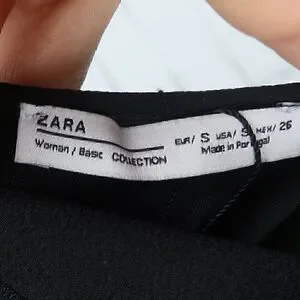 ZARA
Woman / Basic COLLECTION
EUR/ S USA/ S MEX/ 26
Made in Portugal